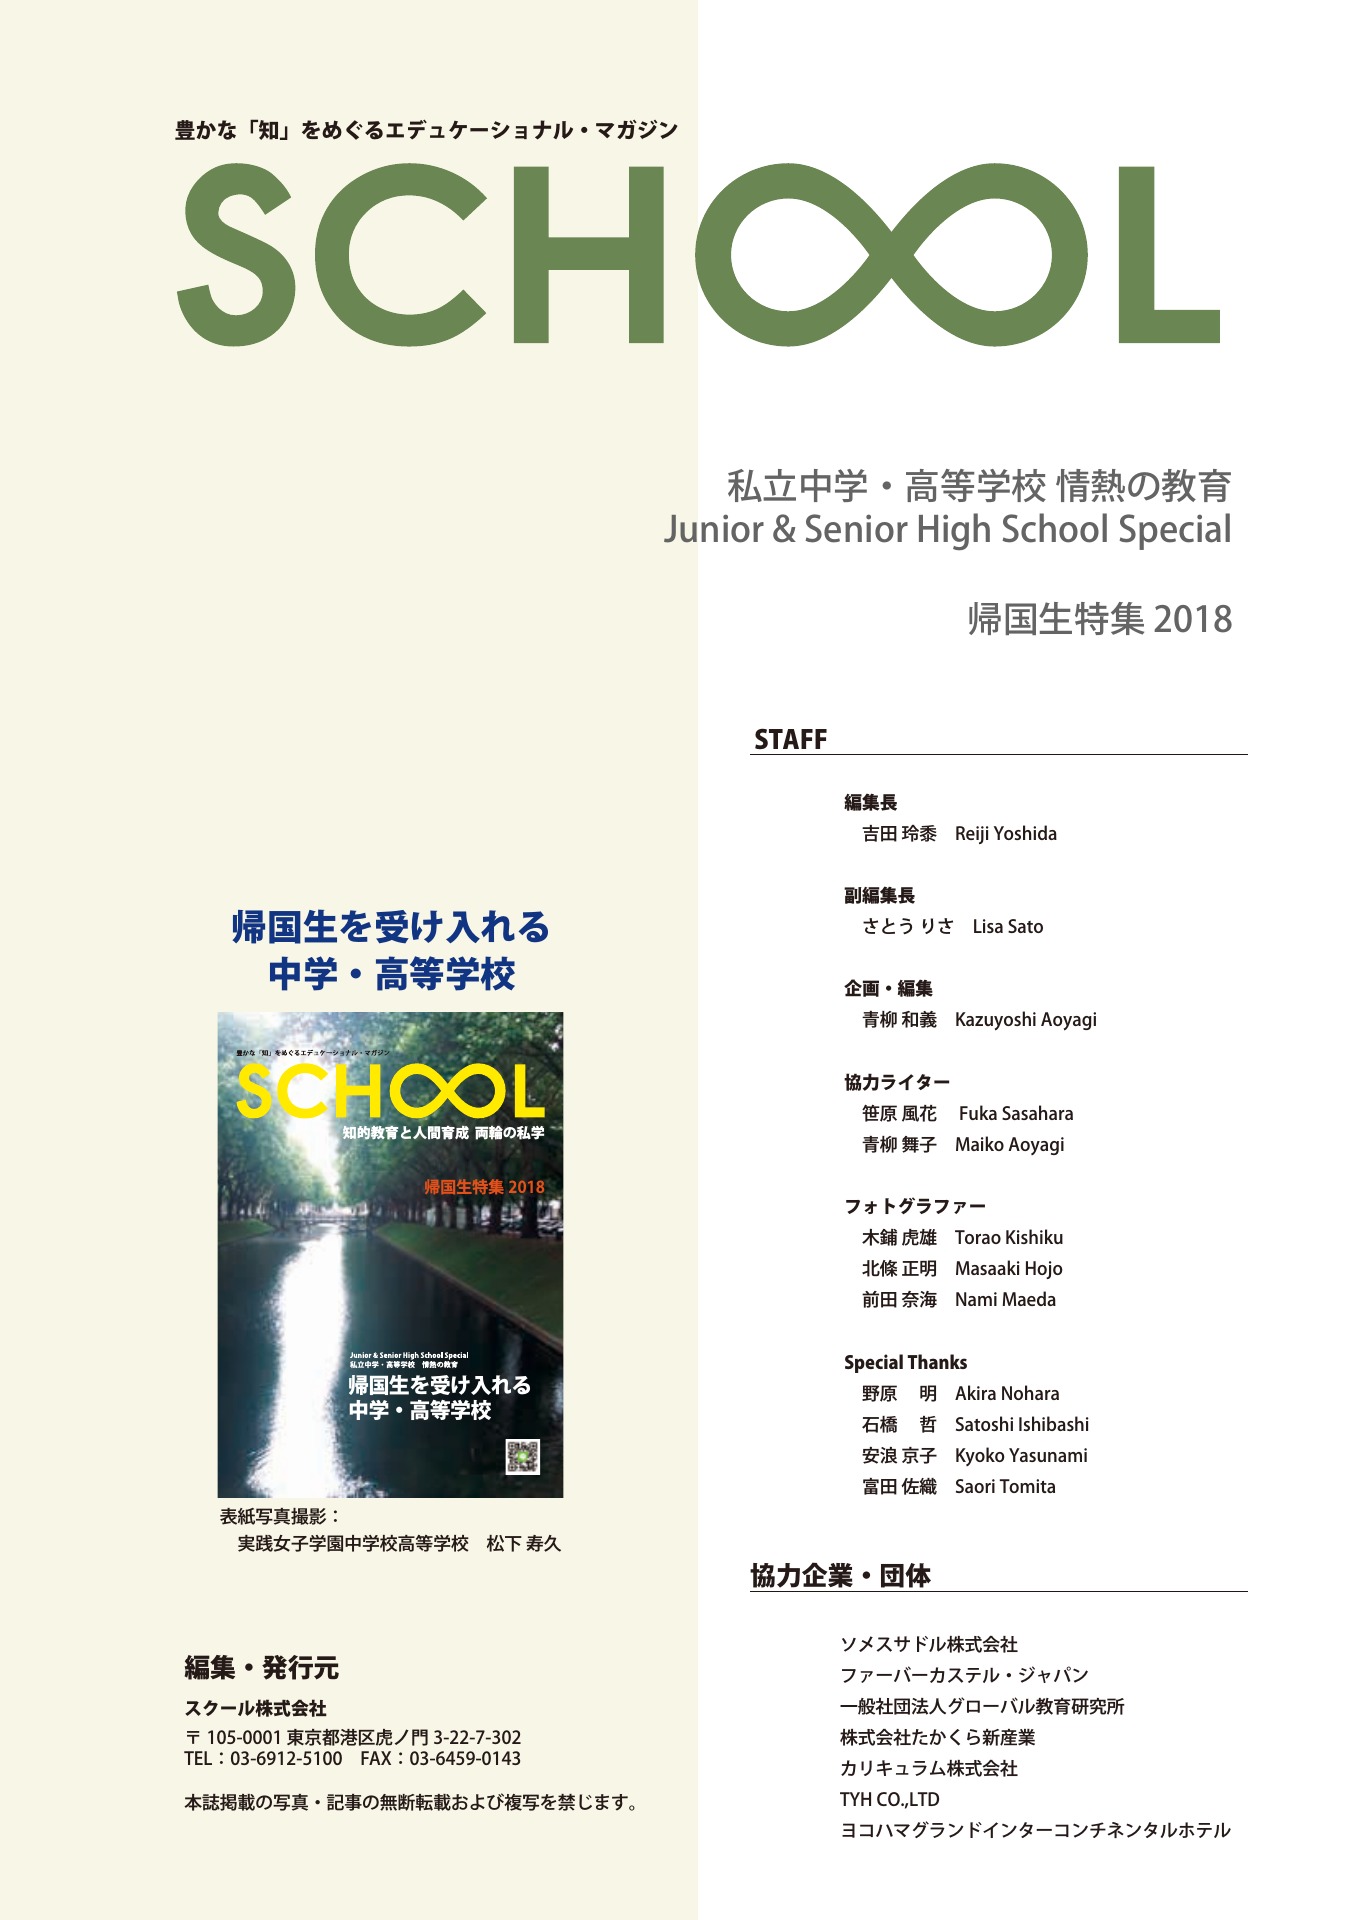 豊かな「知」をめぐるエデュケーショナル・マガジン
SCHOOL
私立中学・高等学校 情熱の教育
Junior & Senior High School Special
帰国生特集 2018
帰国生を受け入れる
中学・高等学校
豊かな「知」をめぐるエデュケーショナル・マガジン
SCHOOL
知的教育と人間育成 両輪の私学
帰国生特集 2018
Junior & Senior High School Special
私立中学・高等学校 情熱の教育
帰国生を受け入れる
中学・高等学校
表紙写真撮影：
実践女子学園中学校高等学校　松下 寿久
編集・発行元
スクール株式会社
〒 105-0001 東京都港区虎ノ門 3-22-7-302
TEL：03-6912-5100　FAX：03-6459-0143
本誌掲載の写真・記事の無断転載および複写を禁じます。
STAFF
編集長
吉田 玲黍　Reiji Yoshida
副編集長
さとう りさ　Lisa Sato
企画・編集
青柳 和義　Kazuyoshi Aoyagi
協力ライター
笹原 風花　Fuka Sasahara
青柳 舞子　Maiko Aoyagi
フォトグラファー
木鋪 虎雄　Torao Kishiku
北條 正明　Masaaki Hojo
前田 奈海　Nami Maeda
Special Thanks
野原　明　Akira Nohara
石橋　哲　Satoshi Ishibashi
安浪 京子　Kyoko Yasunami
富田 佐織　Saori Tomita
協力企業・団体
ソメスサドル株式会社
ファーバーカステル・ジャパン
一般社団法人グローバル教育研究所
株式会社たかくら新産業
カリキュラム株式会社
TYH CO.,LTD
ヨコハマグランドインターコンチネンタルホテル